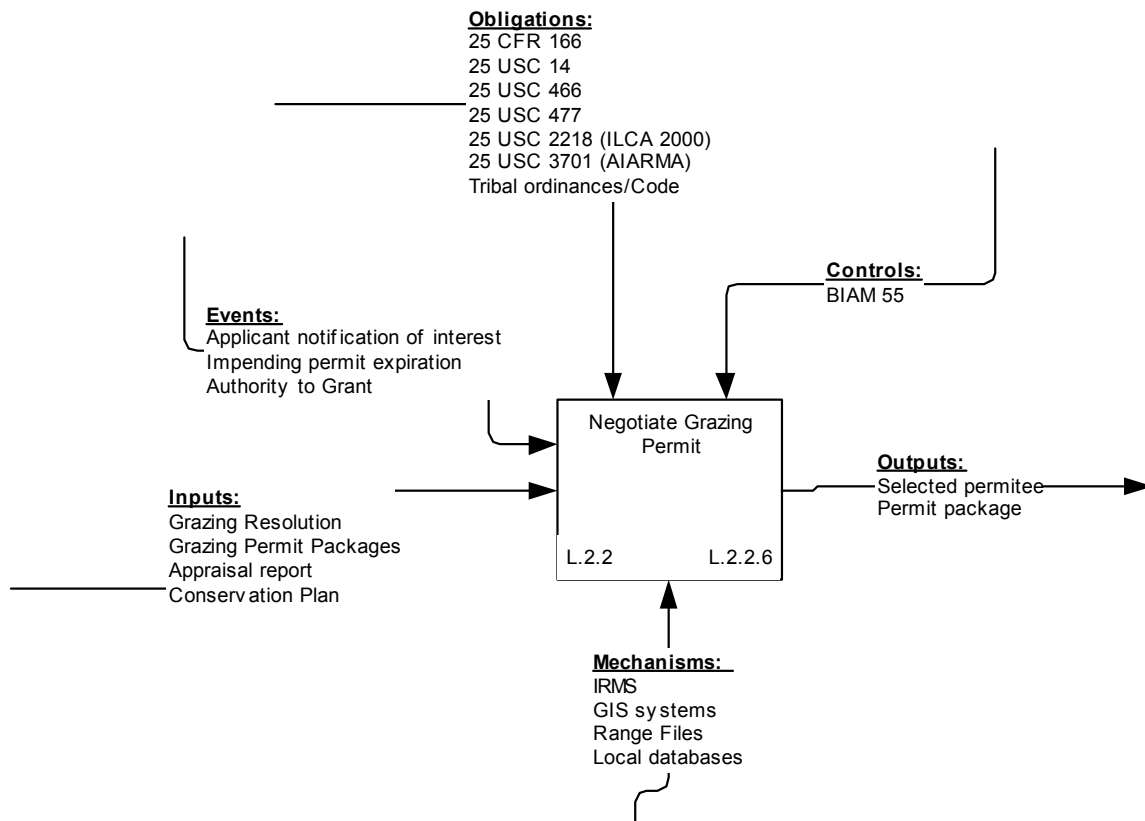 Obligations:
25 CFR 166
25 USC 14
25 USC 466
25 USC 477
25 USC 2218 (ILCA 2000)
25 USC 3701 (AIARMA)
Tribal ordinances/Code
Controls:
BIAM 55
Events:
Applicant notification of interest
Impending permit expiration
Authority to Grant
Negotiate Grazing
Permit
L.2.2
L.2.2.6
Outputs:
Selected permitee
Permit package
Inputs:
Grazing Resolution
Grazing Permit Packages
Appraisal report
Conservation Plan
Mechanisms:
IRMS
GIS systems
Range Files
Local databases